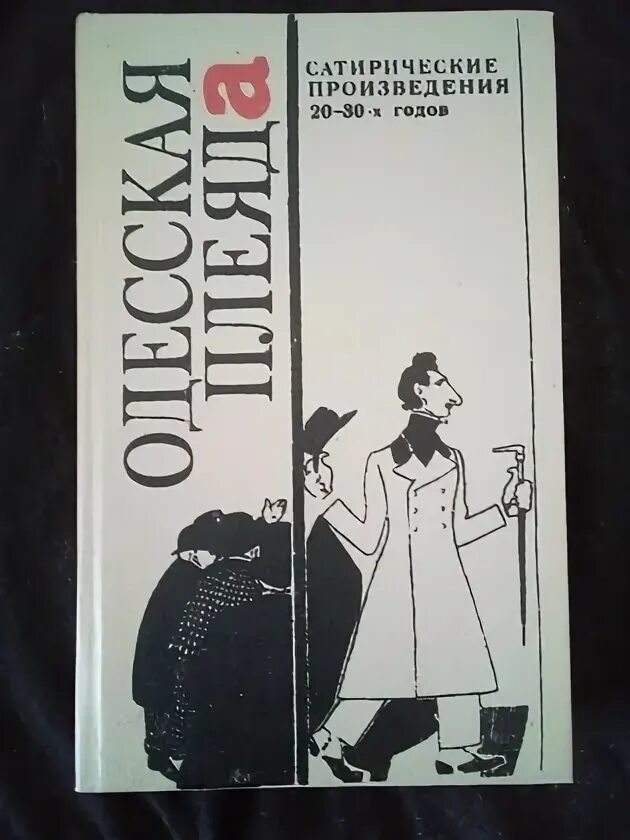 ОДЕССКАЯ
ПЛЕЯДа
САТИРИЧЕСКИЕ
ПРОИЗВЕДЕНИЯ
20-30-х годов